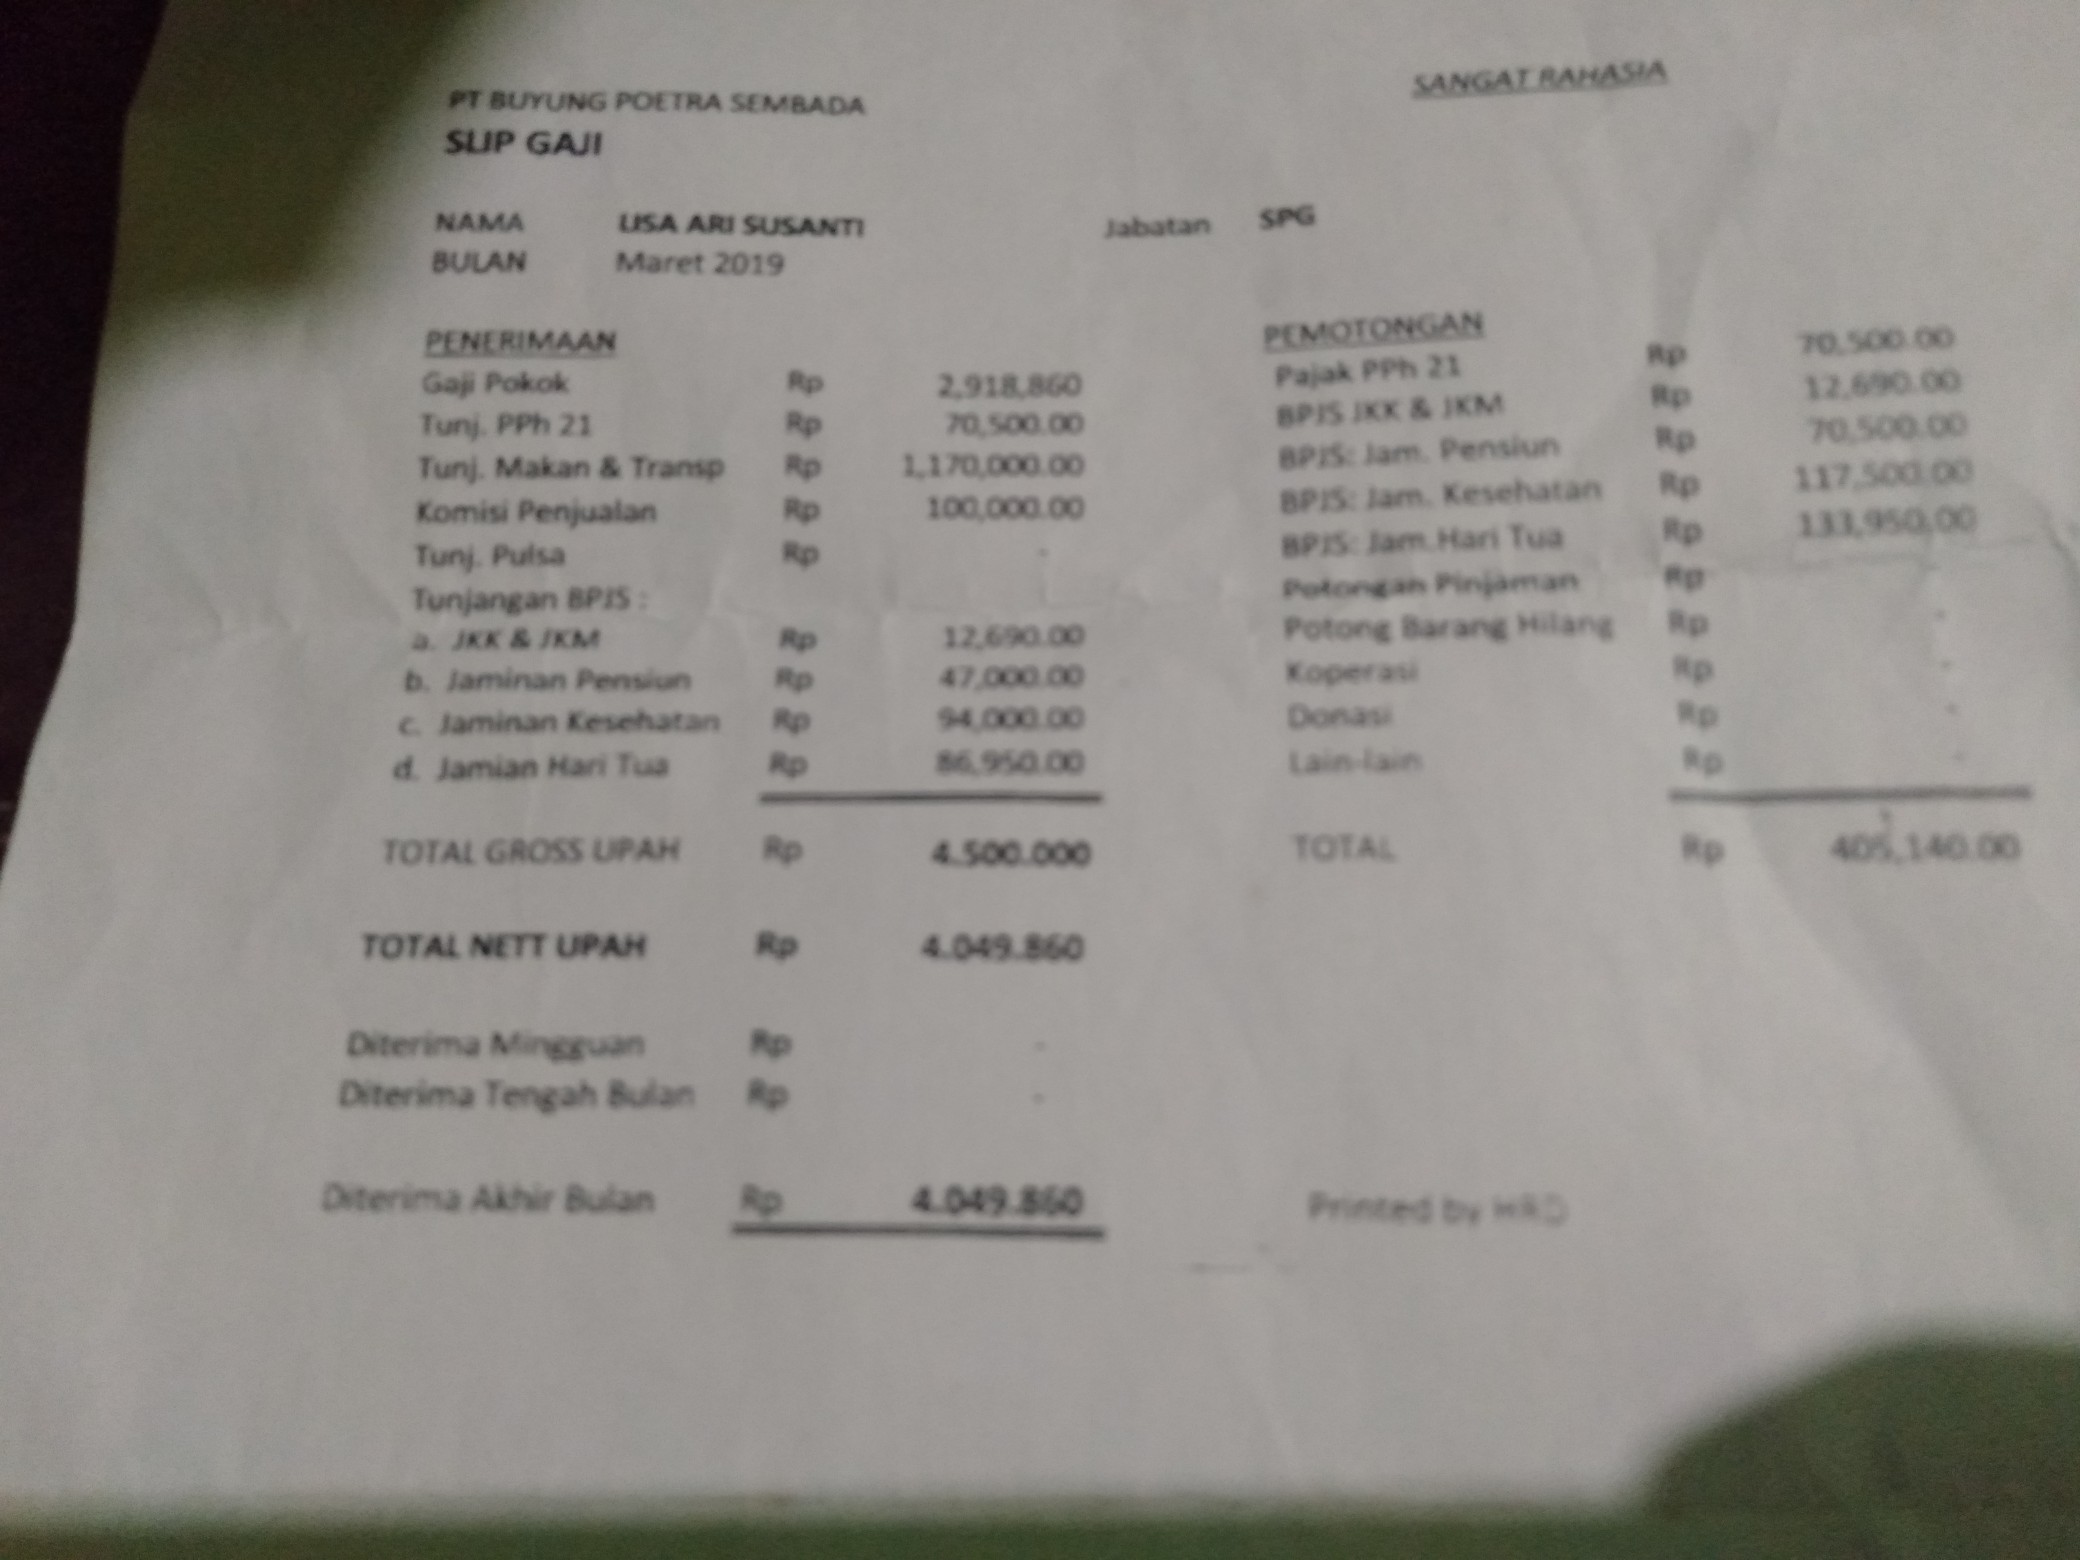 SANGAT RAHASIA
PT BUYUNG POETRA SEMBADA
SLIP GAJI
NAMA LISA ARI SUSANTI Jabatan SPG
BULAN Maret 2019
PENERIMAAN
Gaji Pokok Rp 2,918,860
Tunj. PPh 21 Rp 70,500.00
Tunj. Makan & Transp Rp 1,170,000.00
Komisi Penjualan Rp 100,000.00
Tunj. Pulsa Rp -
Tunjangan BPJS :
a. JKK & JKM Rp 12,690.00
b. Jaminan Pensiun Rp 47,000.00
c. Jaminan Kesehatan Rp 94,000.00
d. Jamian Hari Tua Rp 86,950.00
TOTAL GROSS UPAH Rp 4.500.000
TOTAL NETT UPAH Rp 4.049.860
Diterima Mingguan Rp -
Diterima Tengah Bulan Rp -
Diterima Akhir Bulan Rp 4.049.860
PEMOTONGAN
Pajak PPh 21 Rp 70,500.00
BPJS JKK & JKM Rp 12,690.00
BPJS: Jam. Pensiun Rp 70,500.00
BPJS: Jam. Kesehatan Rp 117,500.00
BPJS: Jam.Hari Tua Rp 133,950.00
Potongan Pinjaman Rp -
Potong Barang Hilang Rp -
Koperasi Rp -
Donasi Rp -
Lain-lain Rp -
TOTAL Rp 405,140.00
Printed by HRD